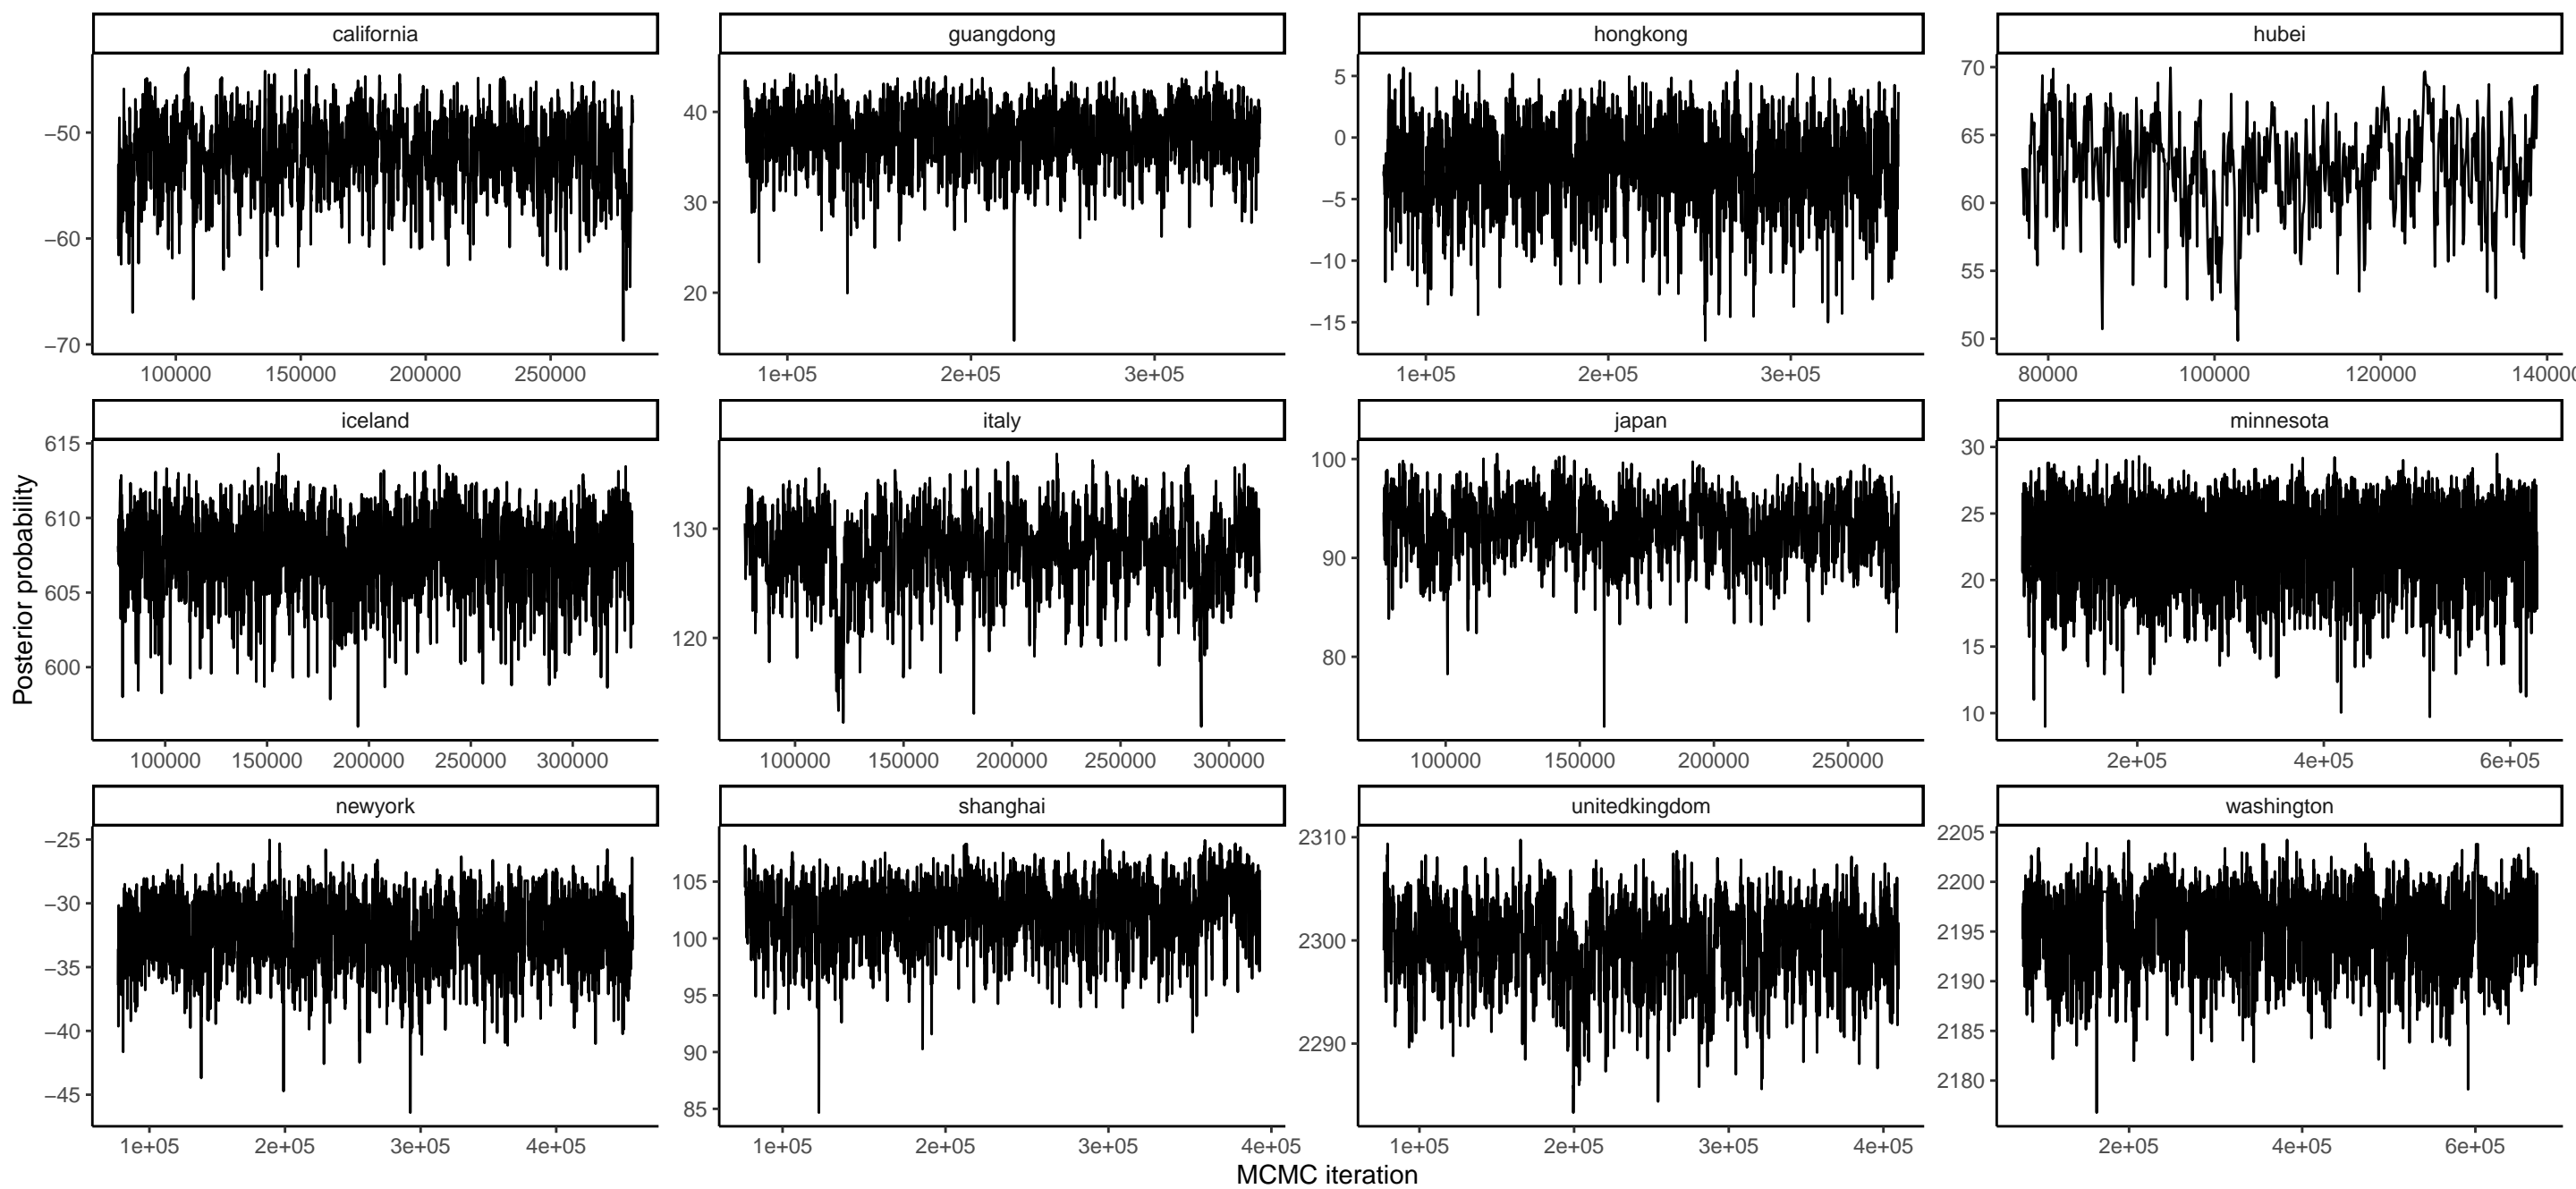 california
guangdong
hongkong
hubei
−50
−60
−70
100000 150000 200000 250000
40
30
20
1e+05 2e+05 3e+05
5
0
−5
−10
−15
1e+05 2e+05 3e+05
70
65
60
55
50
80000 100000 120000 140000
iceland
italy
japan
minnesota
615
610
605
600
100000 150000 200000 250000 300000
130
120
100000 150000 200000 250000 300000
100
90
80
100000 150000 200000 250000
30
25
20
15
10
2e+05 4e+05 6e+05
newyork
shanghai
unitedkingdom
washington
−25
−30
−35
−40
−45
1e+05 2e+05 3e+05 4e+05
105
100
95
90
85
1e+05 2e+05 3e+05 4e+05
2310
2300
2290
1e+05 2e+05 3e+05 4e+05
2205
2200
2195
2190
2185
2180
2e+05 4e+05 6e+05
Posterior probability
MCMC iteration